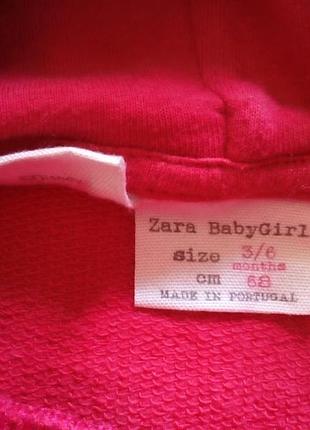 Zara BabyGirl
size 3/6
months
cm 68
MADE IN PORTUGAL